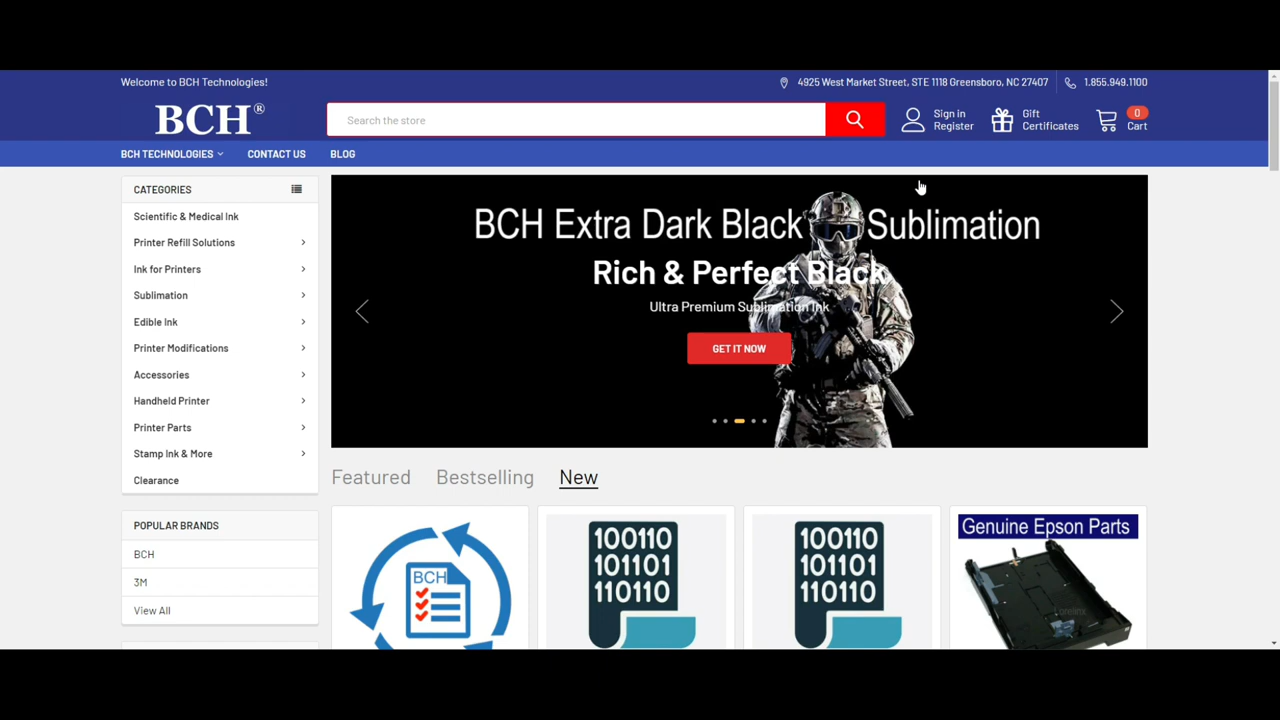 Welcome to BCH Technologies!
4925 West Market Street, STE 1118 Greensboro, NC 27407
1.855.949.1100
BCH®
Search the store
Sign in
Register
Gift
Certificates
0
Cart
BCH TECHNOLOGIES
CONTACT US
BLOG
CATEGORIES
Scientific & Medical Ink
Printer Refill Solutions
Ink for Printers
Sublimation
Edible Ink
Printer Modifications
Accessories
Handheld Printer
Printer Parts
Stamp Ink & More
Clearance
POPULAR BRANDS
BCH
3M
View All
BCH Extra Dark Black Sublimation
Rich & Perfect Black
Ultra Premium Sublimation Ink
GET IT NOW
Featured
Bestselling
New
BCH
100110
101101
110110
100110
101101
110110
Genuine Epson Parts